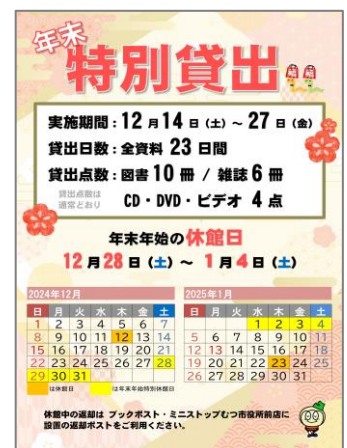 年末
特別貸出
実施期間：12月14日（土）～27日（金）
貸出日数：全資料 23 日間
貸出点数：図書10冊 / 雑誌6冊
貸出点数は
通常どおり
CD・DVD・ビデオ 4点
年末年始の休館日
12月28日（土）～ 1月4日（土）
2024年12月
日 月 火 水 木 金 土
1 2 3 4 5 6 7
8 9 10 11 12 13 14
15 16 17 18 19 20 21
22 23 24 25 26 27 28
29 30 31
は休館日
は年末年始特別休館日
2025年1月
日 月 火 水 木 金 土
1 2 3 4
5 6 7 8 9 10 11
12 13 14 15 16 17 18
19 20 21 22 23 24 25
26 27 28 29 30 31
休館中の返却は ブックポスト・ミニストップむつ市役所前店に
設置の返却ポストをご利用ください。